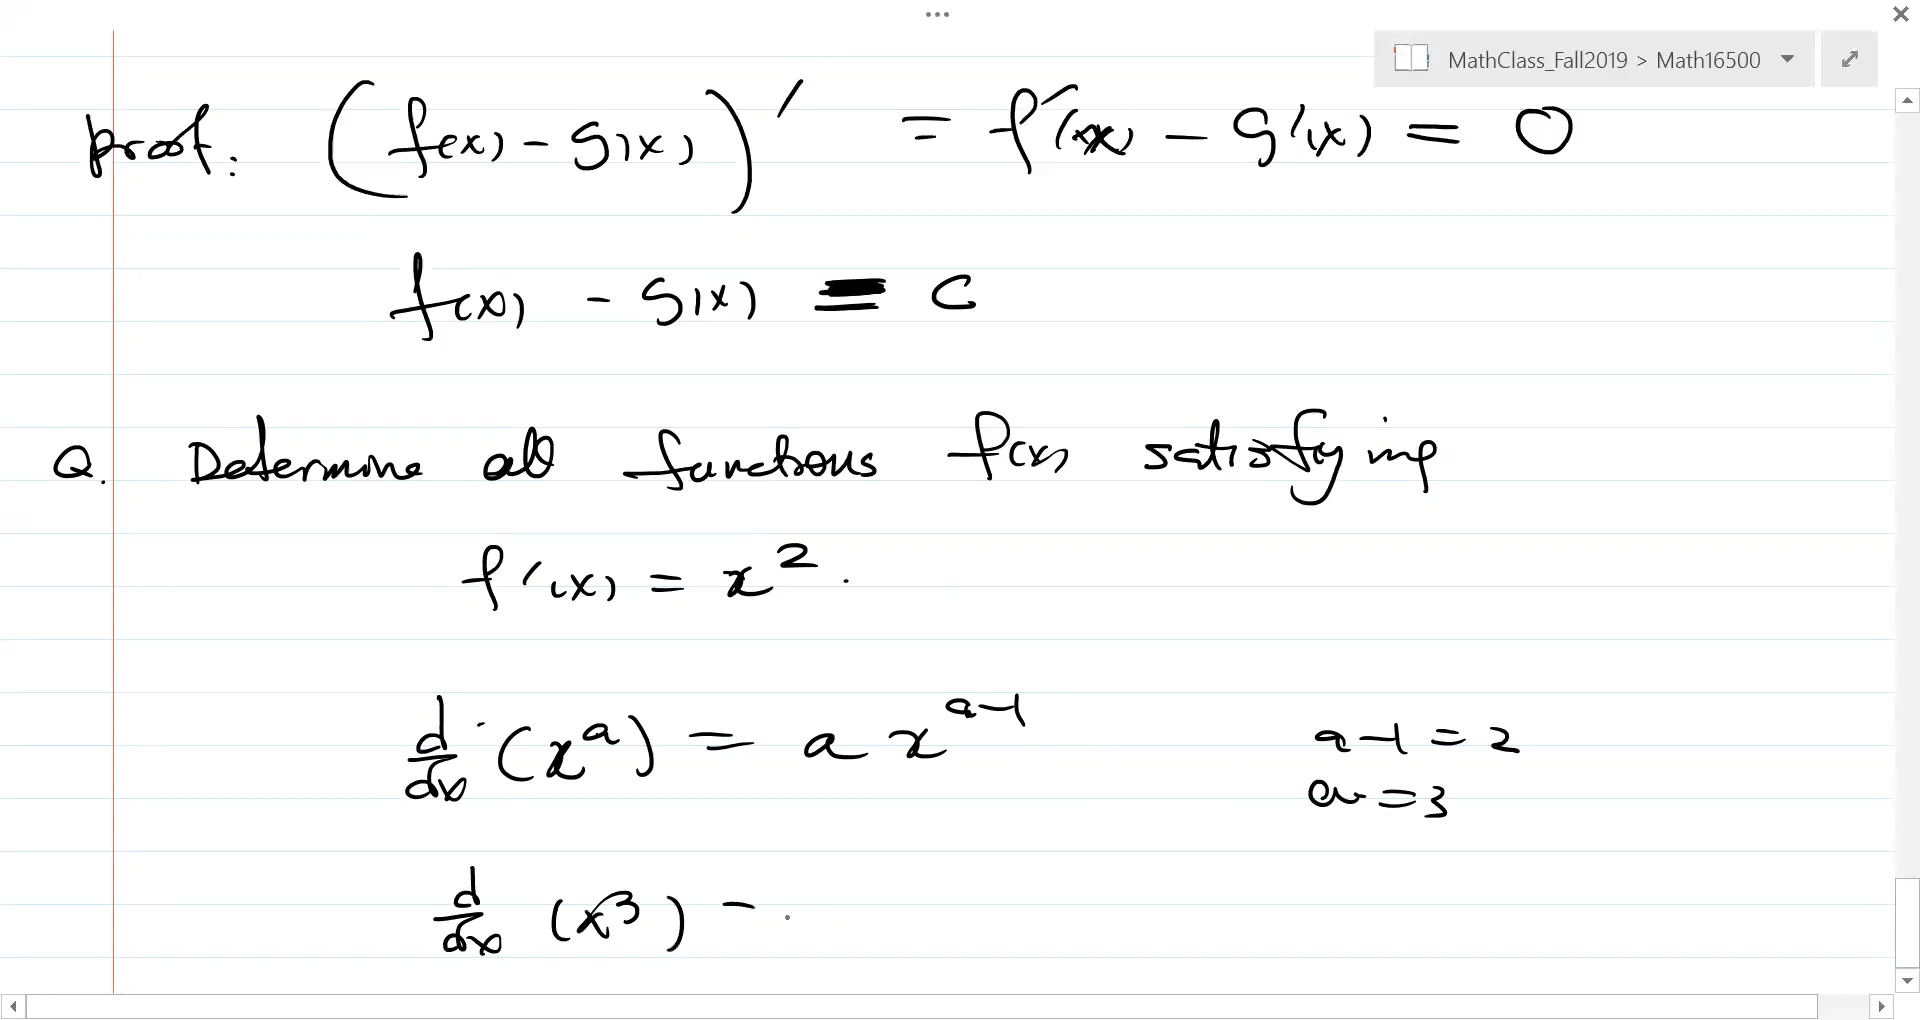 MathClass_Fall2019 > Math16500
proof: (f(x) - g(x))' = f'(x) - g'(x) = 0
f(x) - g(x) = C
Q. Determine all functions f(x) satisfying
f'(x) = x².
d/dx (x^a) = a x^(a-1)
a-1 = 2
a = 3
d/dx (x³) -